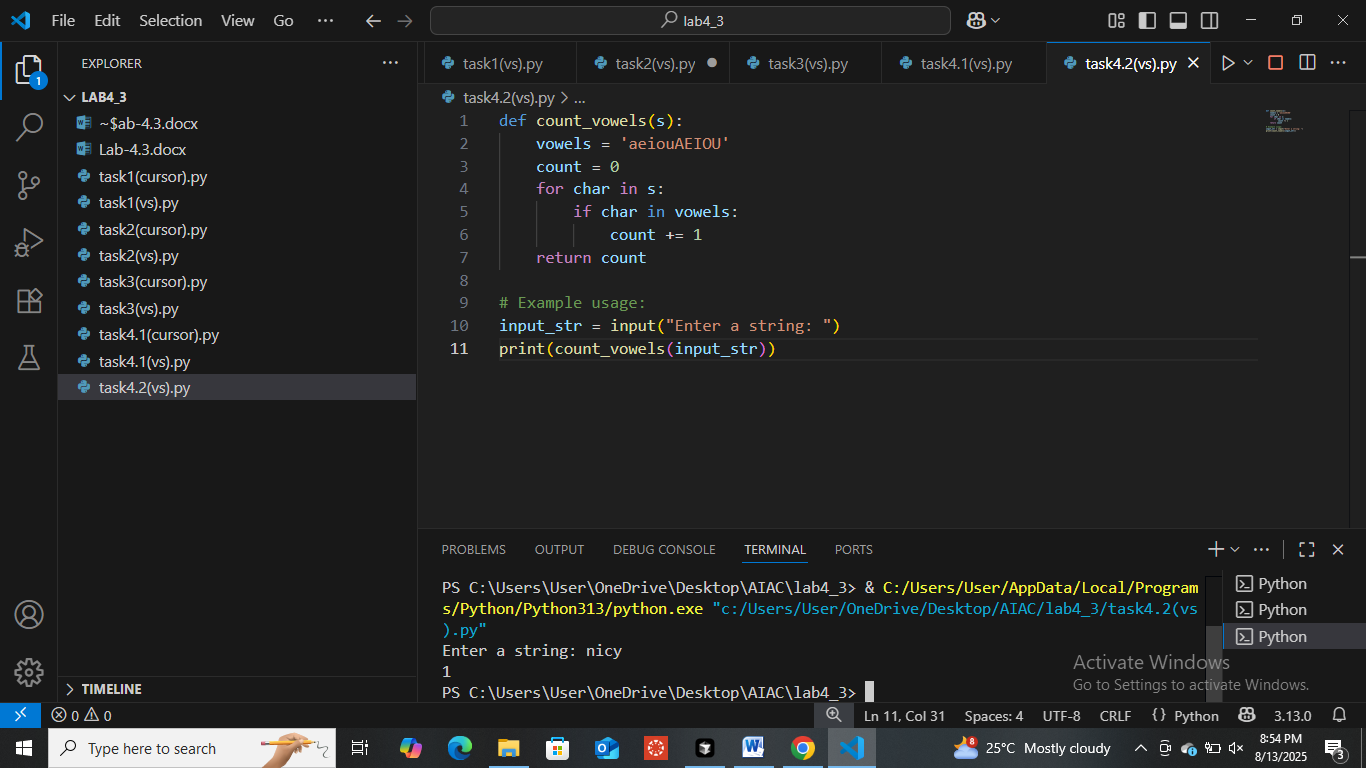 File Edit Selection View Go ··· lab4_3
EXPLORER ···
task1(vs).py task2(vs).py task3(vs).py task4.1(vs).py task4.2(vs).py
LAB4_3
~$ab-4.3.docx
Lab-4.3.docx
task1(cursor).py
task1(vs).py
task2(cursor).py
task2(vs).py
task3(cursor).py
task3(vs).py
task4.1(cursor).py
task4.1(vs).py
task4.2(vs).py
TIMELINE
1
task4.2(vs).py > ...
1 def count_vowels(s):
2 vowels = 'aeiouAEIOU'
3 count = 0
4 for char in s:
5 if char in vowels:
6 count += 1
7 return count
8
9 # Example usage:
10 input_str = input("Enter a string: ")
11 print(count_vowels(input_str))
PROBLEMS OUTPUT DEBUG CONSOLE TERMINAL PORTS
PS C:\Users\User\OneDrive\Desktop\AIAC\lab4_3> & C:/Users/User/AppData/Local/Program
s/Python/Python313/python.exe "c:/Users/User/OneDrive/Desktop/AIAC/lab4_3/task4.2(vs
).py"
Enter a string: nicy
1
PS C:\Users\User\OneDrive\Desktop\AIAC\lab4_3>
Python
Python
Python
Activate Windows
Go to Settings to activate Windows.
0 0 Ln 11, Col 31 Spaces: 4 UTF-8 CRLF {} Python 3.13.0
Type here to search 8 25°C Mostly cloudy 8:54 PM
8/13/2025 3